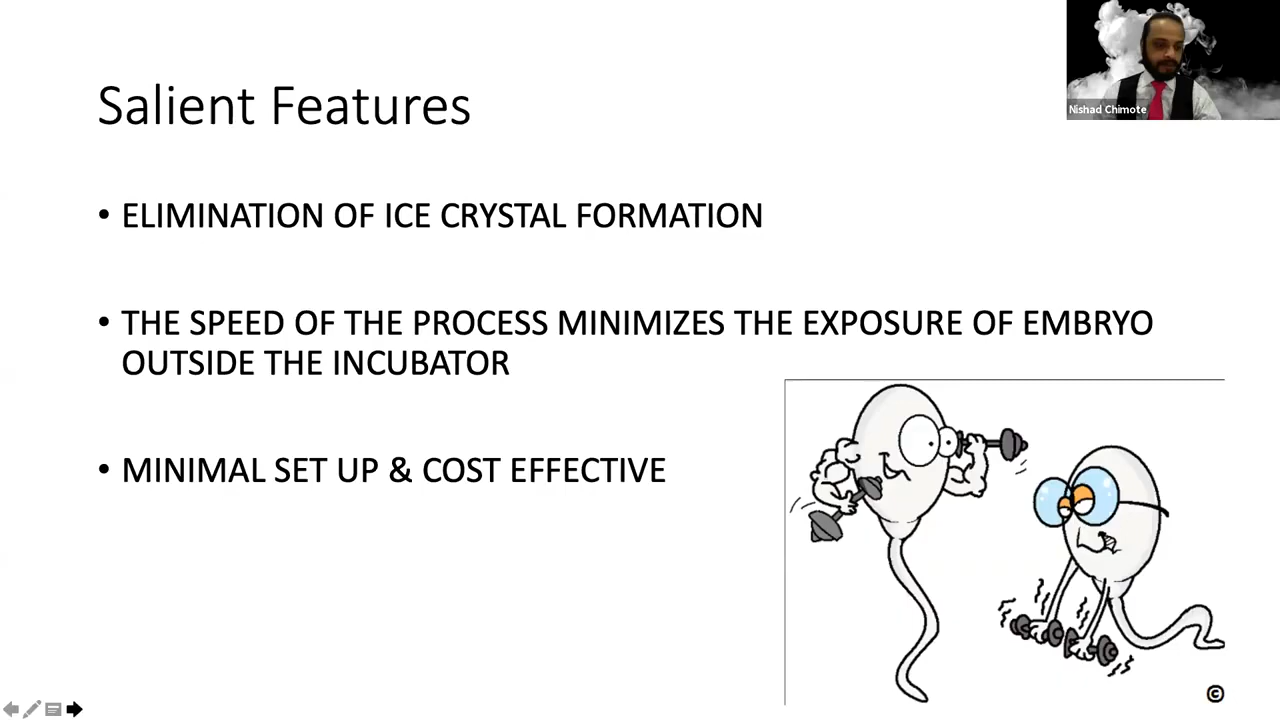 Nishad Chimote
Salient Features
• ELIMINATION OF ICE CRYSTAL FORMATION
• THE SPEED OF THE PROCESS MINIMIZES THE EXPOSURE OF EMBRYO
OUTSIDE THE INCUBATOR
• MINIMAL SET UP & COST EFFECTIVE
©